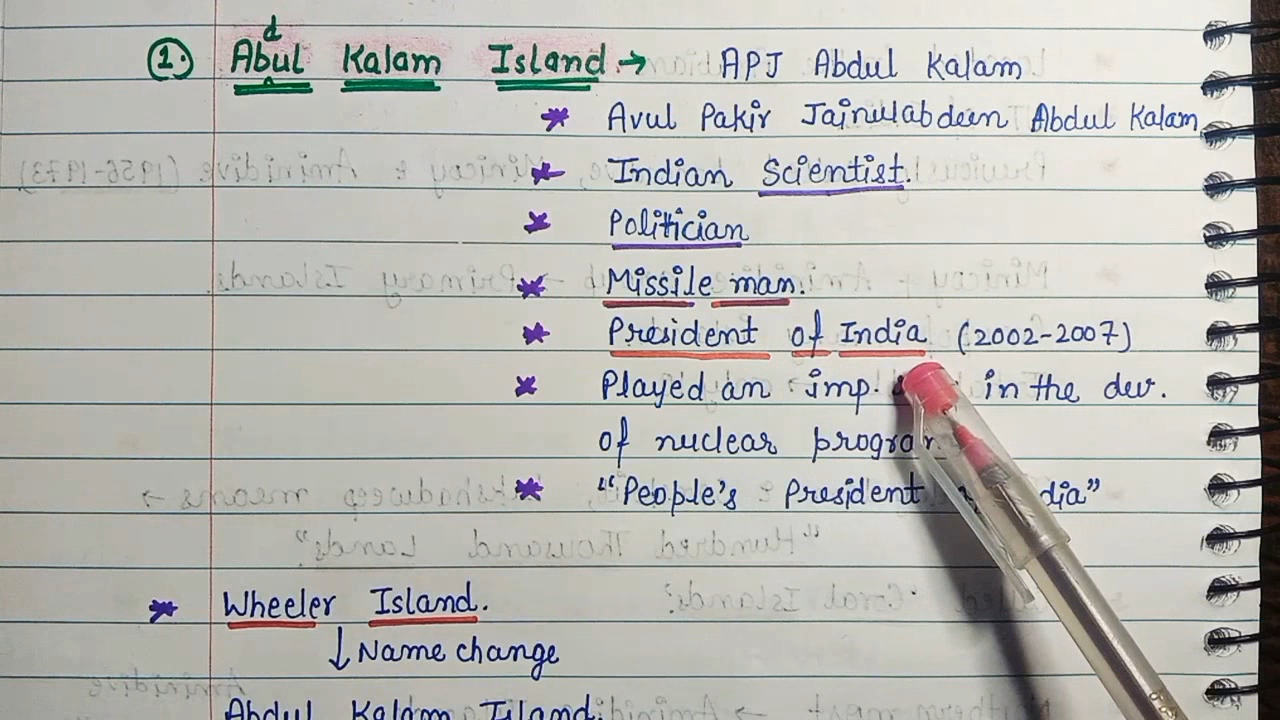 1. Abdul Kalam Island → APJ Abdul Kalam
* Avul Pakir Jainulabdeen Abdul Kalam
* Indian Scientist.
* Politician
* Missile man.
* President of India (2002-2007)
* Played an imp. in the dev.
of nuclear program
* "People's President dia"
* Wheeler Island.
↓ Name change
Abdul Kalam Island.